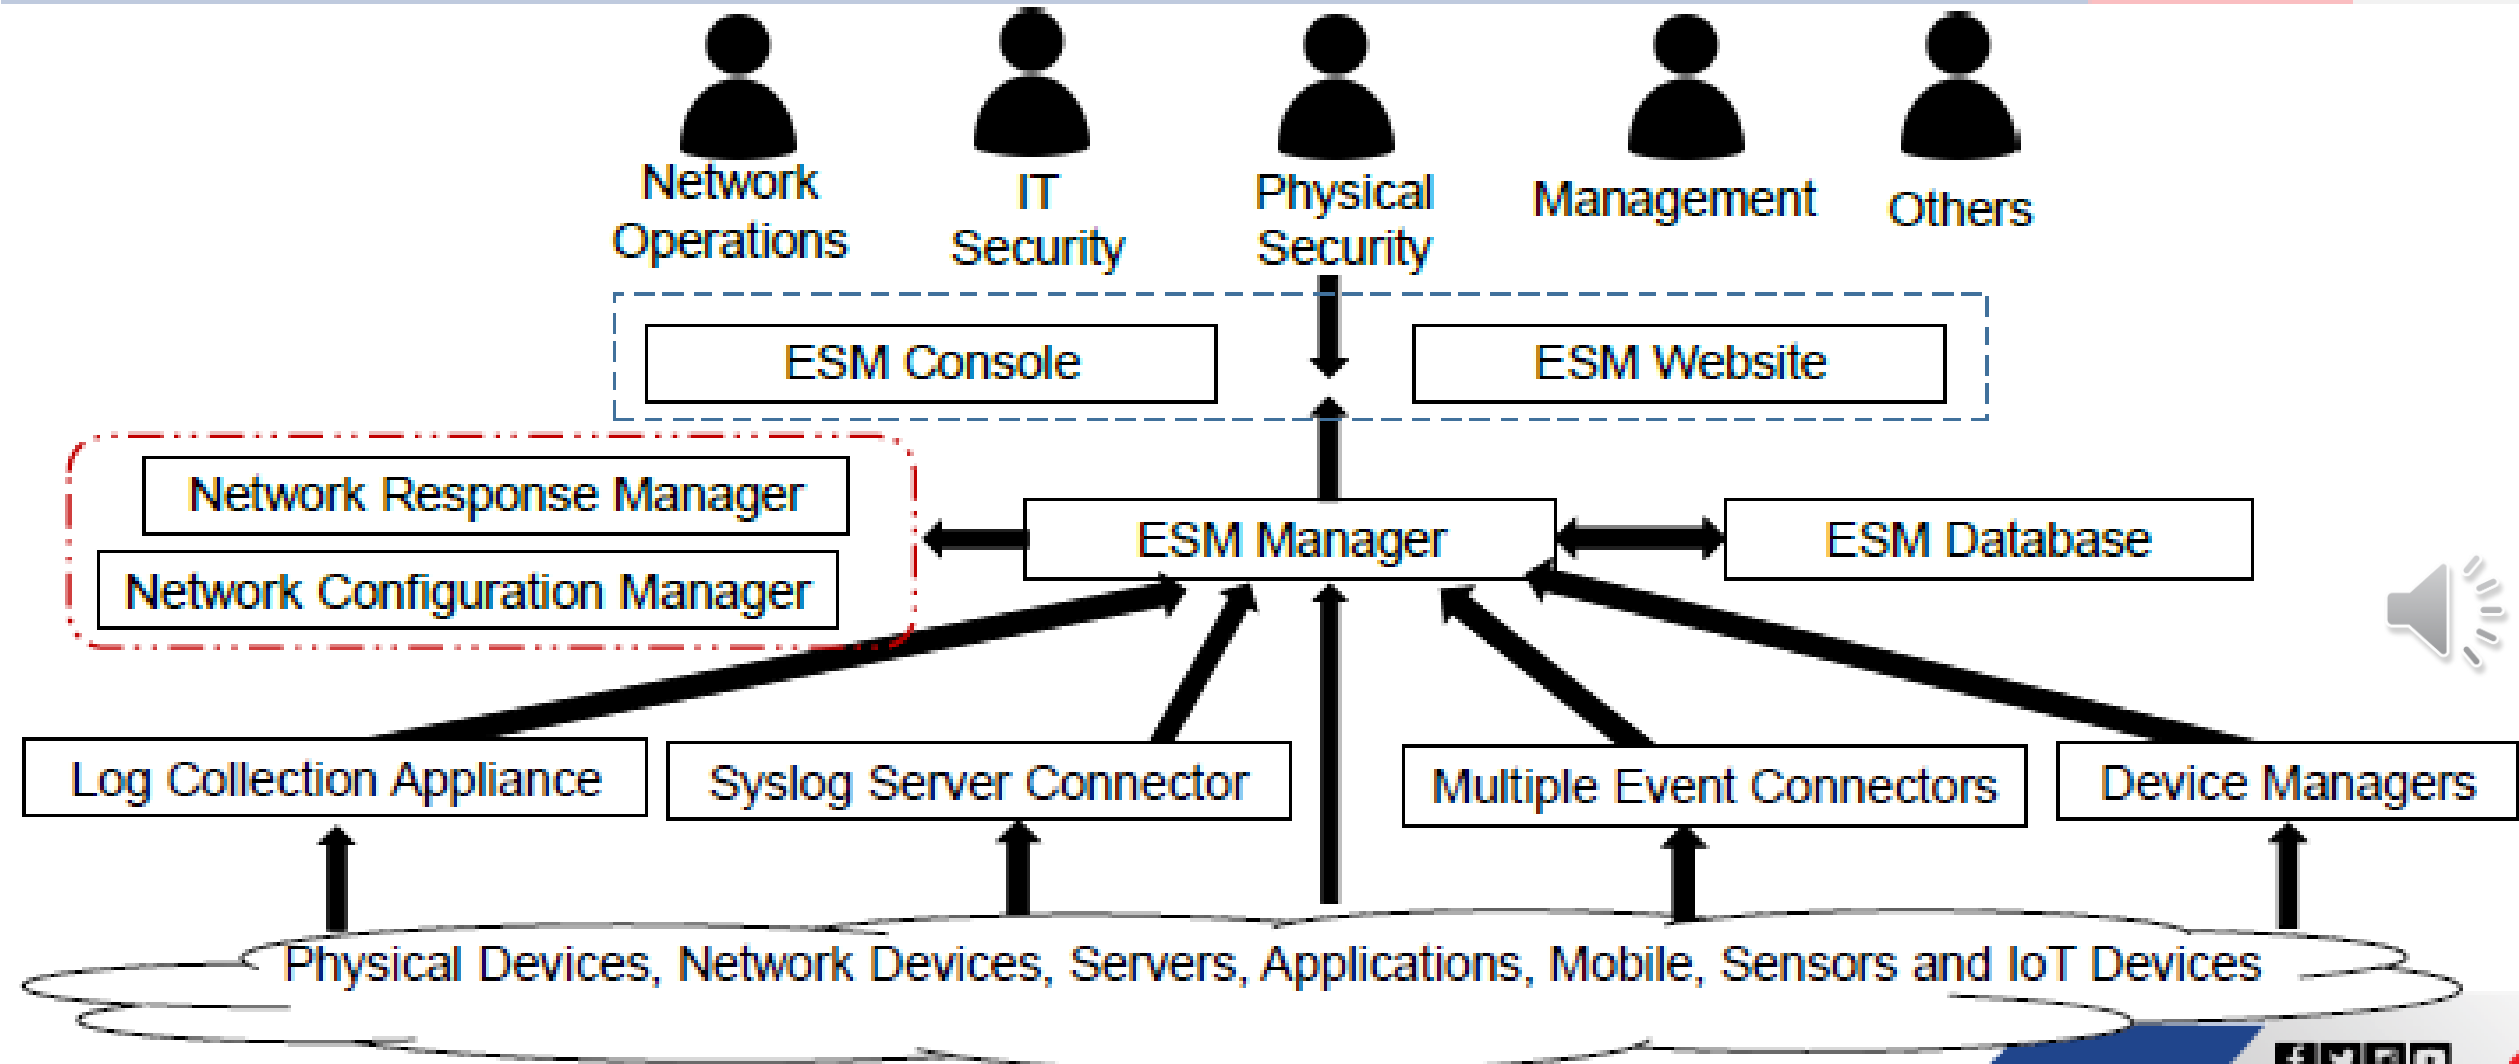 Network
Operations
IT
Security
Physical
Security
Management
Others
ESM Console
ESM Website
Network Response Manager
Network Configuration Manager
ESM Manager
ESM Database
Log Collection Appliance
Syslog Server Connector
Multiple Event Connectors
Device Managers
Physical Devices, Network Devices, Servers, Applications, Mobile, Sensors and IoT Devices